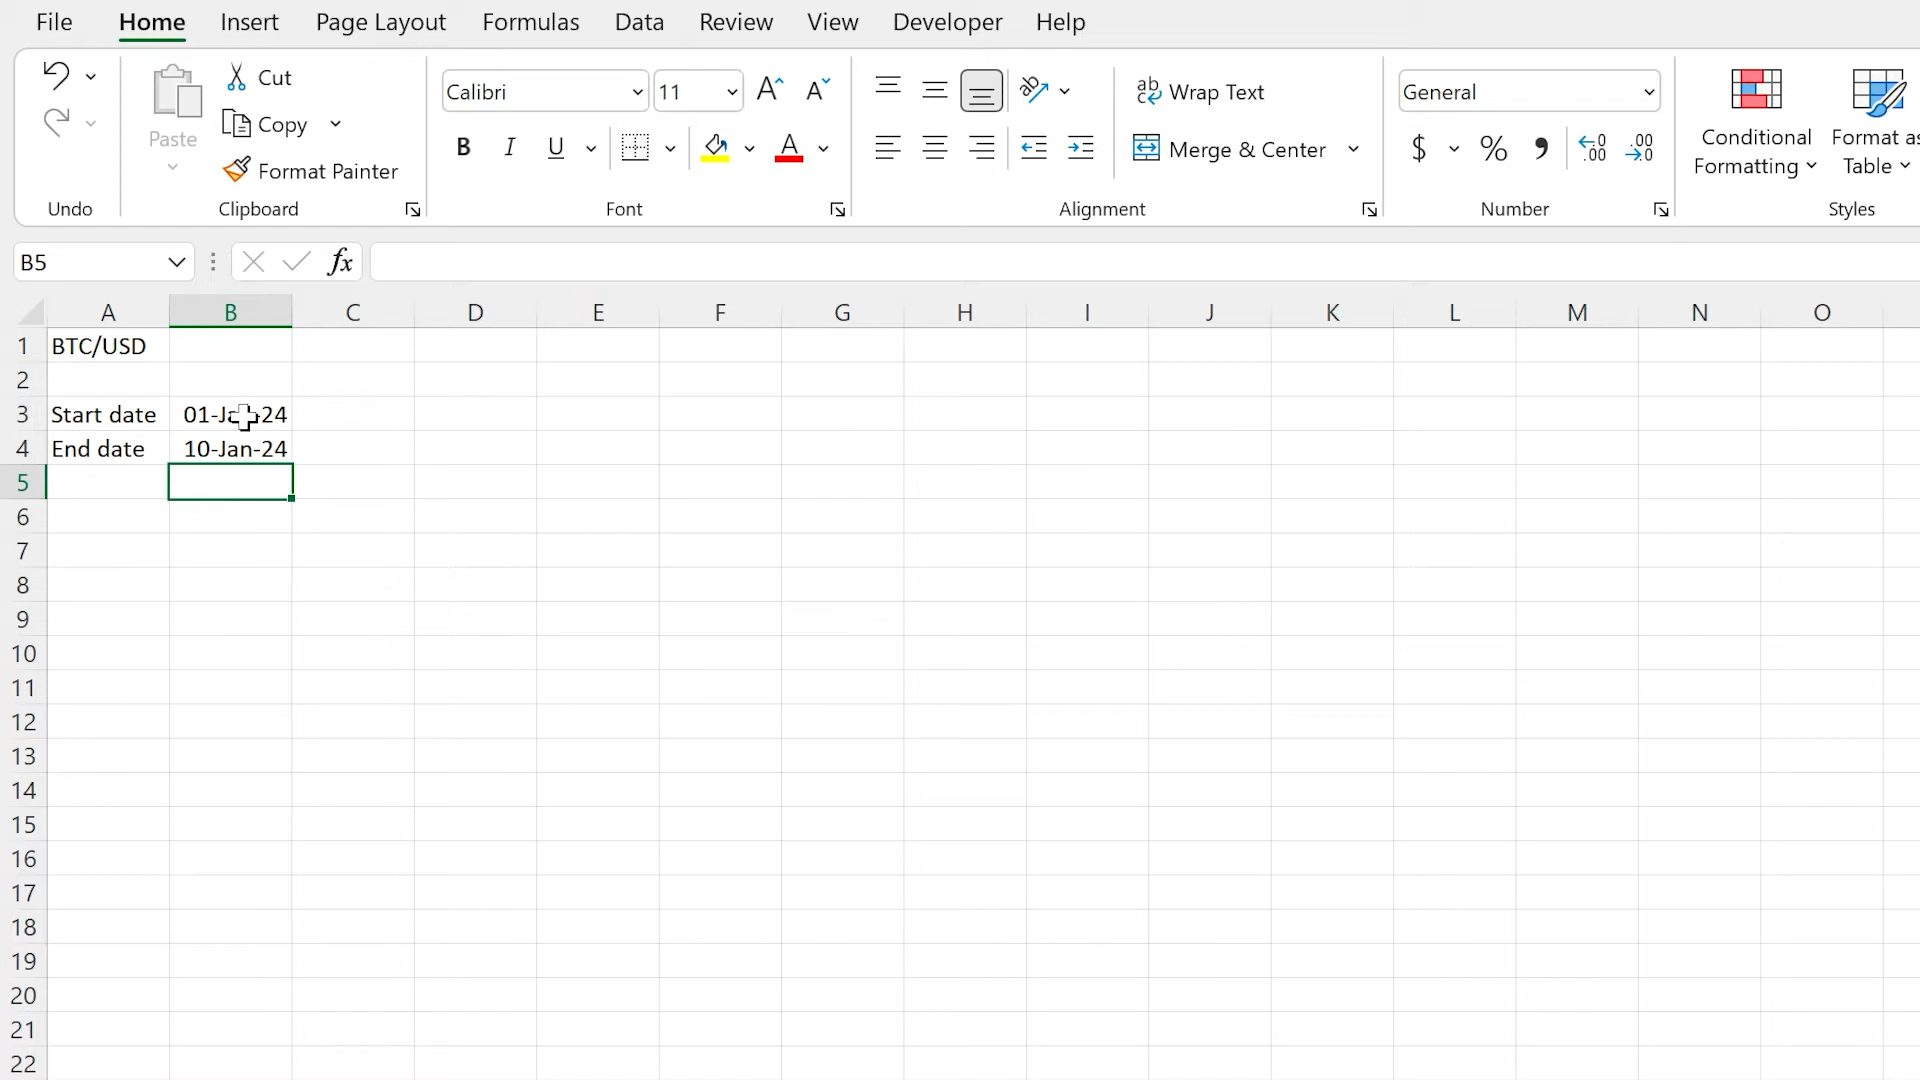 File Home Insert Page Layout Formulas Data Review View Developer Help
Cut
Copy
Paste
Format Painter
Calibri 11
B I U
Wrap Text
Merge & Center
General
$ % ,
Conditional Formatting
Format as Table
Undo Clipboard Font Alignment Number Styles
B5 fx
A B C D E F G H I J K L M N O
1 BTC/USD
2
3 Start date 01-Jan-24
4 End date 10-Jan-24
5
6
7
8
9
10
11
12
13
14
15
16
17
18
19
20
21
22